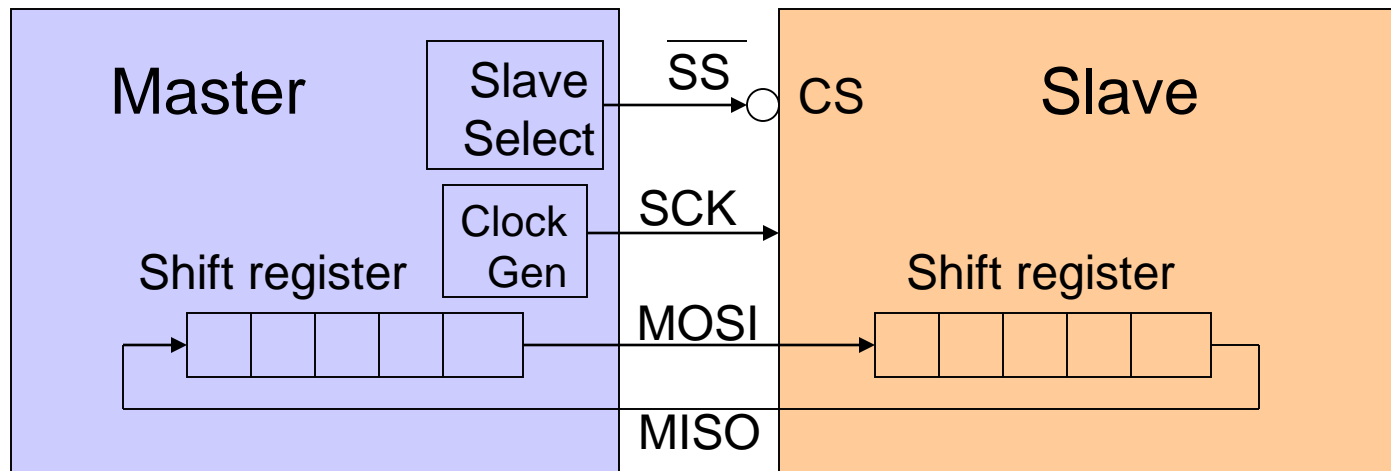 Master
Slave
Select
SS
CS
Slave
Clock
Gen
SCK
Shift register
Shift register
MOSI
MISO